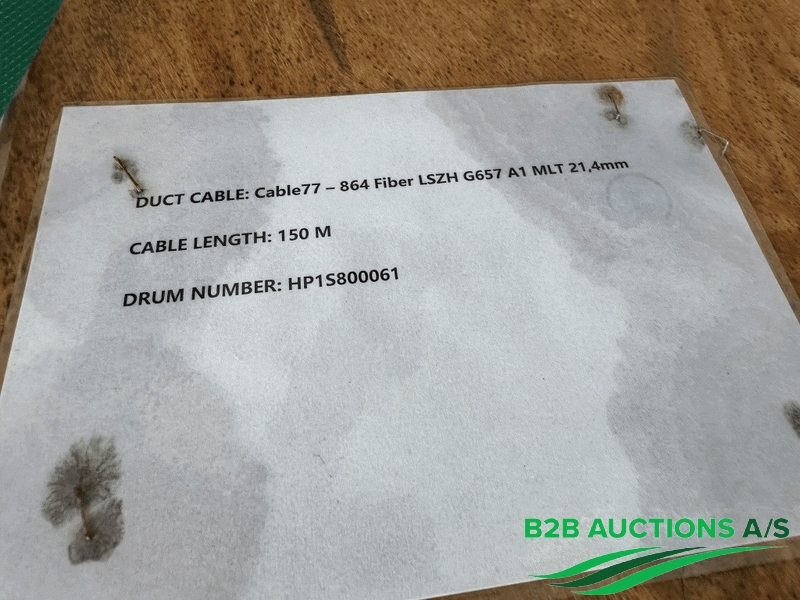 DUCT CABLE: Cable77 – 864 Fiber LSZH G657 A1 MLT 21,4mm
CABLE LENGTH: 150 M
DRUM NUMBER: HP1S800061
B2B AUCTIONS A/S